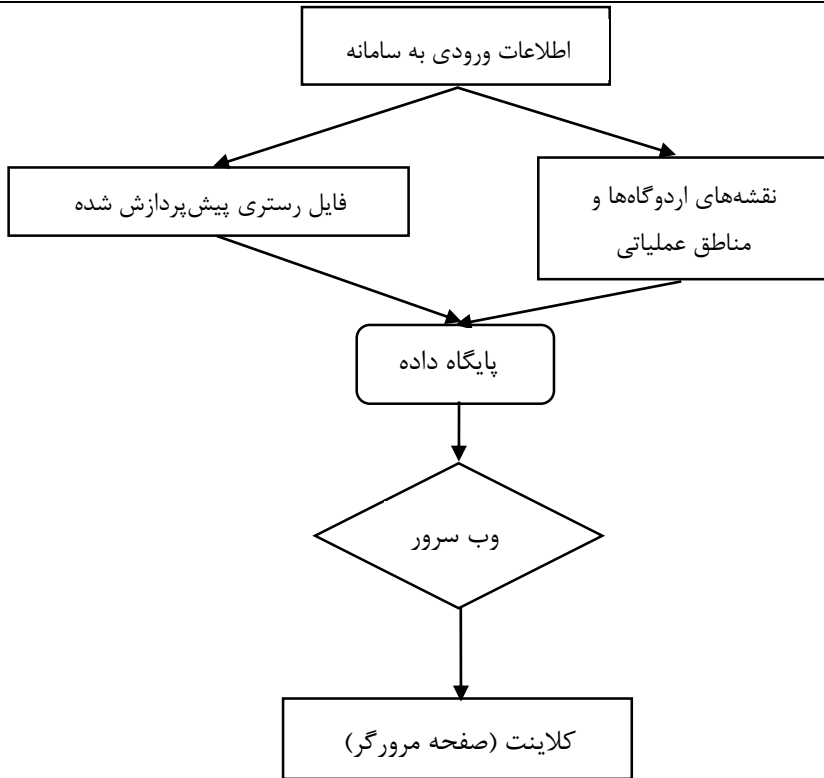 اطلاعات ورودی به سامانه
نقشه‌های اردوگاه‌ها و
مناطق عملیاتی
فایل رستری پیش‌پردازش شده
پایگاه داده
وب سرور
کلاینت (صفحه مرورگر)